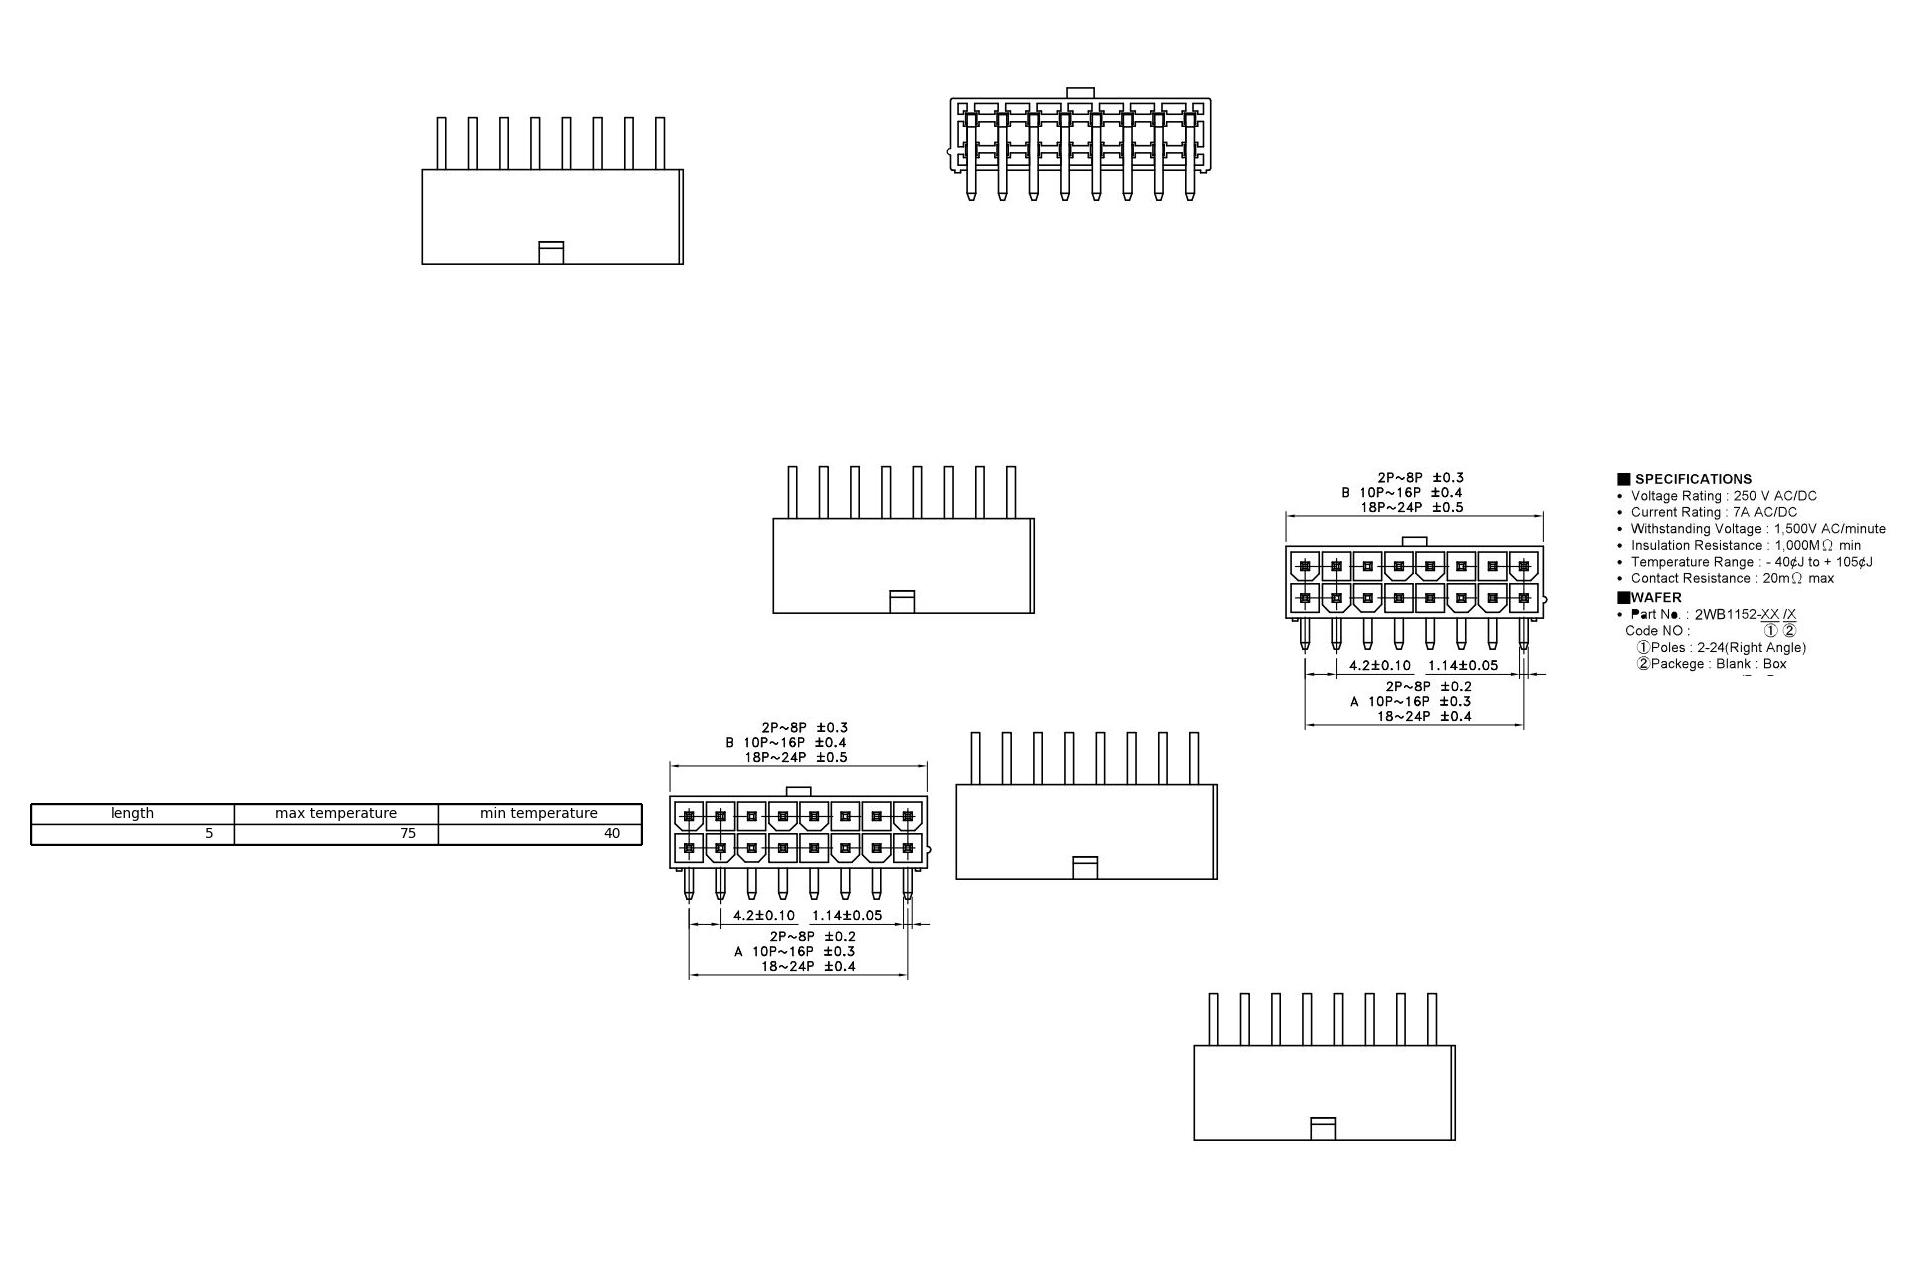 2P~8P ±0.3
B 10P~16P ±0.4
18P~24P ±0.5
4.2±0.10 1.14±0.05
2P~8P ±0.2
A 10P~16P ±0.3
18~24P ±0.4
■ SPECIFICATIONS
• Voltage Rating : 250 V AC/DC
• Current Rating : 7A AC/DC
• Withstanding Voltage : 1,500V AC/minute
• Insulation Resistance : 1,000MΩ min
• Temperature Range : - 40¢J to + 105¢J
• Contact Resistance : 20mΩ max
■WAFER
• Part No. : 2WB1152-XX /X
Code NO : ① ②
①Poles : 2-24(Right Angle)
②Packege : Blank : Box
2P~8P ±0.3
B 10P~16P ±0.4
18P~24P ±0.5
4.2±0.10 1.14±0.05
2P~8P ±0.2
A 10P~16P ±0.3
18~24P ±0.4
length max temperature min temperature
5 75 40